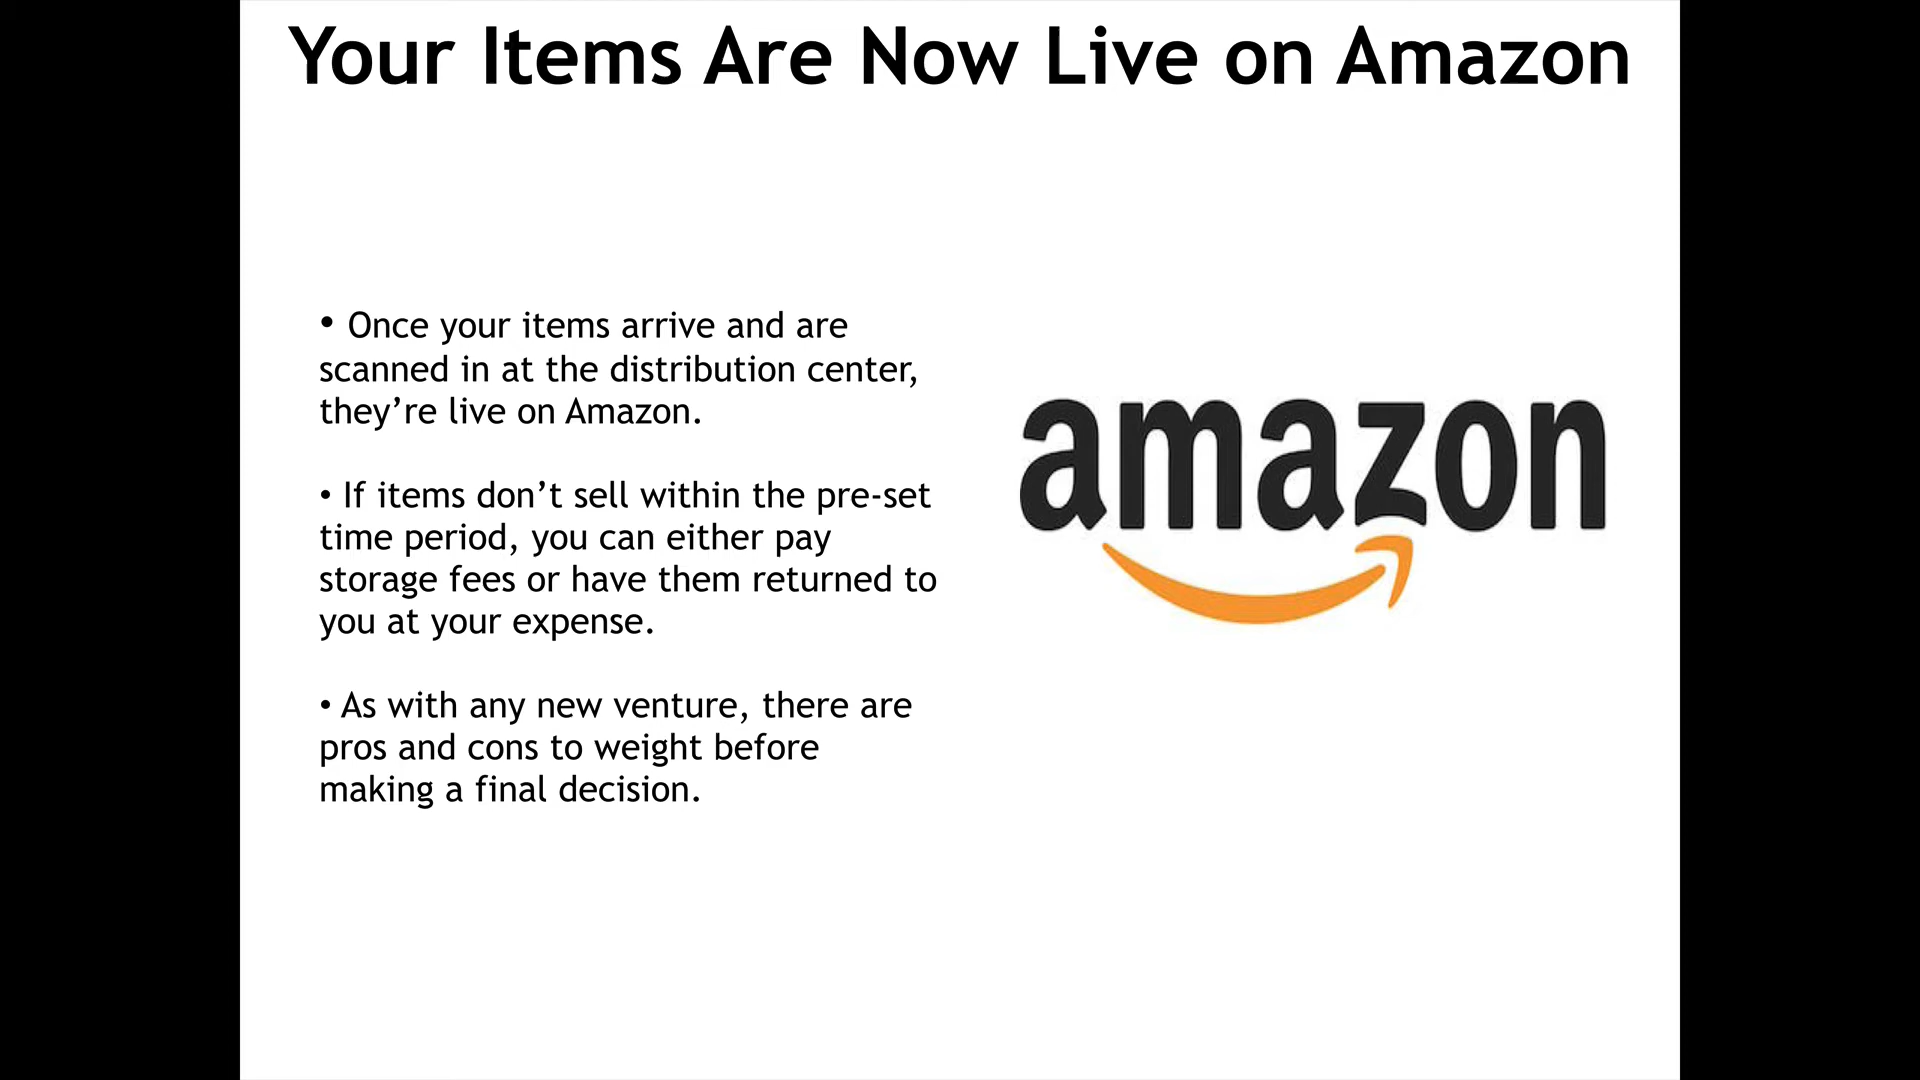 Your Items Are Now Live on Amazon
• Once your items arrive and are
scanned in at the distribution center,
they’re live on Amazon.
• If items don’t sell within the pre-set
time period, you can either pay
storage fees or have them returned to
you at your expense.
• As with any new venture, there are
pros and cons to weight before
making a final decision.
amazon